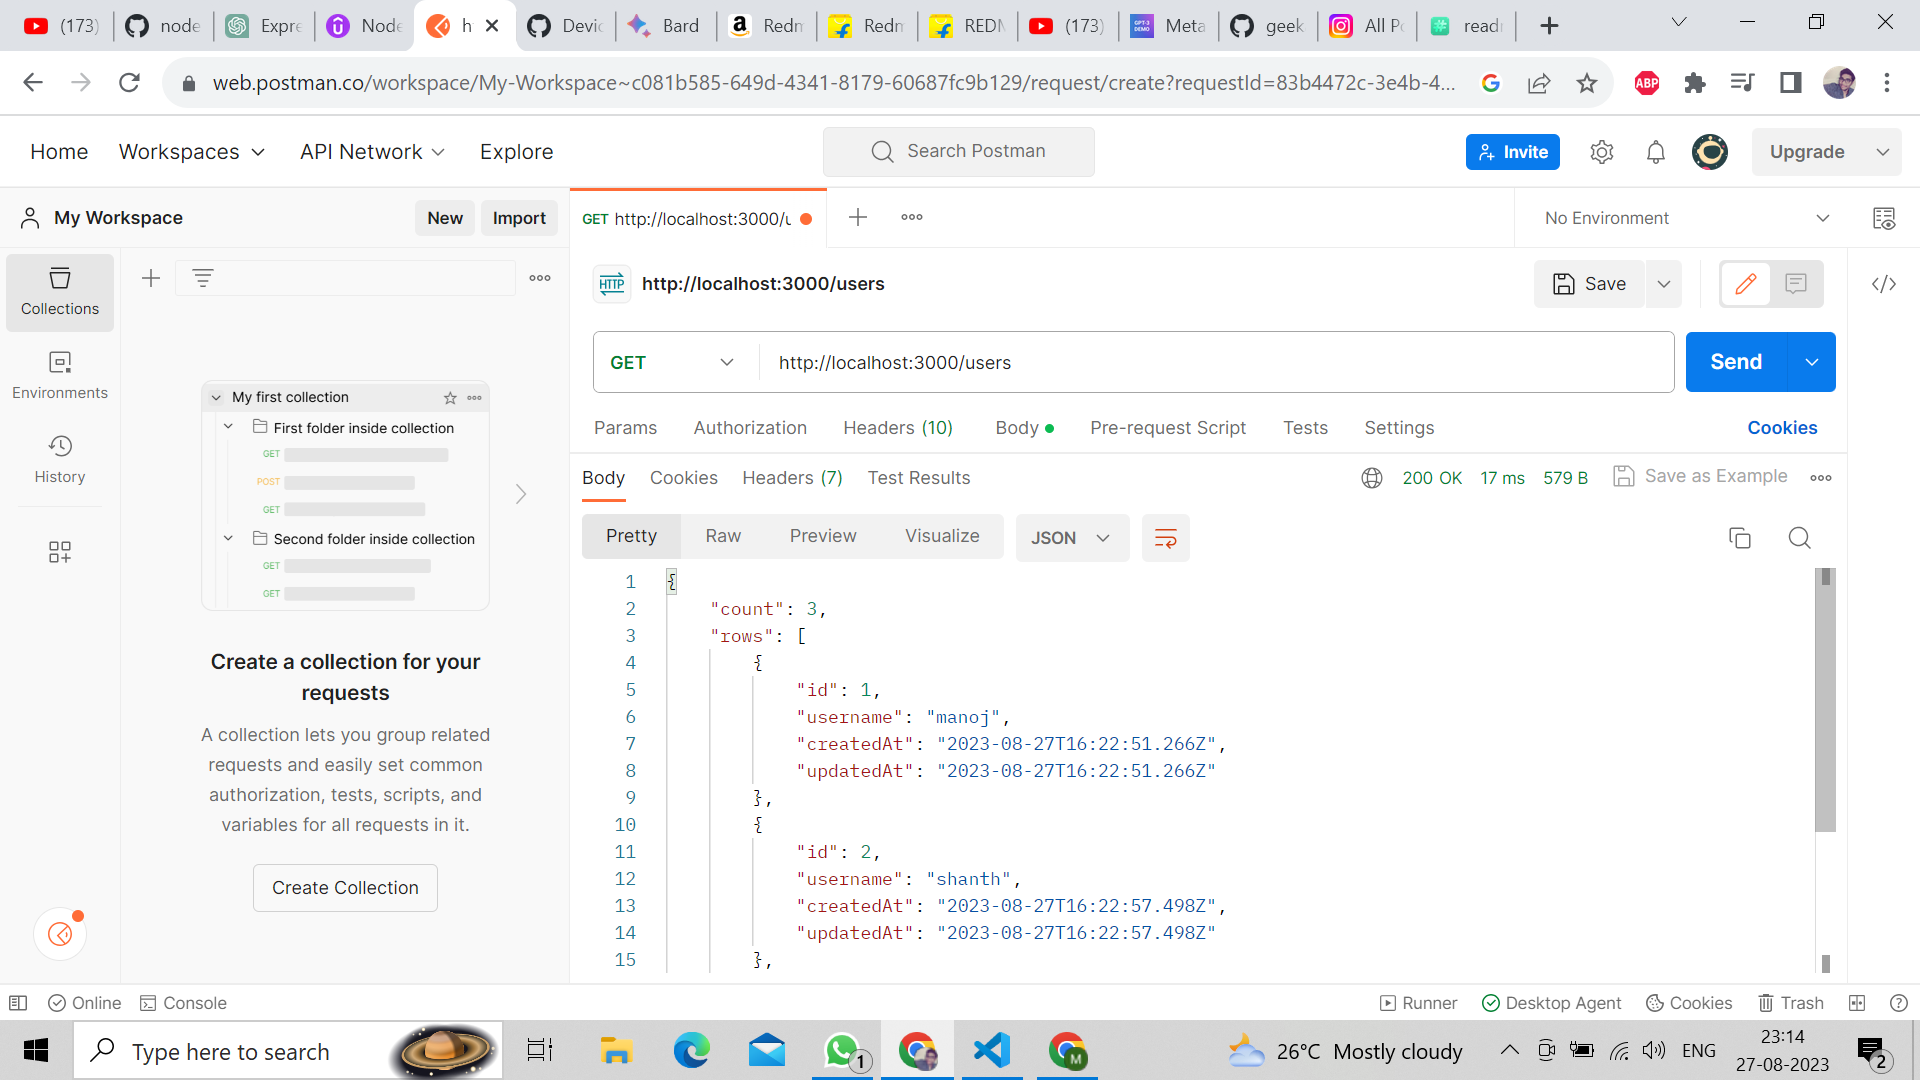 (173) node Expre Node h Devic Bard Redm Redm REDM (173) Meta geek All Po readr
web.postman.co/workspace/My-Workspace~c081b585-649d-4341-8179-60687fc9b129/request/create?requestId=83b4472c-3e4b-4... ABP
Home Workspaces API Network Explore Search Postman Invite Upgrade
My Workspace New Import GET http://localhost:3000/u No Environment
Collections
Environments
History
My first collection
First folder inside collection
GET
POST
GET
Second folder inside collection
GET
GET
Create a collection for your
requests
A collection lets you group related
requests and easily set common
authorization, tests, scripts, and
variables for all requests in it.
Create Collection
HTTP http://localhost:3000/users Save
GET http://localhost:3000/users Send
Params Authorization Headers (10) Body Pre-request Script Tests Settings Cookies
Body Cookies Headers (7) Test Results 200 OK 17 ms 579 B Save as Example
Pretty Raw Preview Visualize JSON
1 {
2 "count": 3,
3 "rows": [
4 {
5 "id": 1,
6 "username": "manoj",
7 "createdAt": "2023-08-27T16:22:51.266Z",
8 "updatedAt": "2023-08-27T16:22:51.266Z"
9 },
10 {
11 "id": 2,
12 "username": "shanth",
13 "createdAt": "2023-08-27T16:22:57.498Z",
14 "updatedAt": "2023-08-27T16:22:57.498Z"
15 },
Online Console Runner Desktop Agent Cookies Trash
Type here to search 1 M 26°C Mostly cloudy ENG 23:14
27-08-2023 2